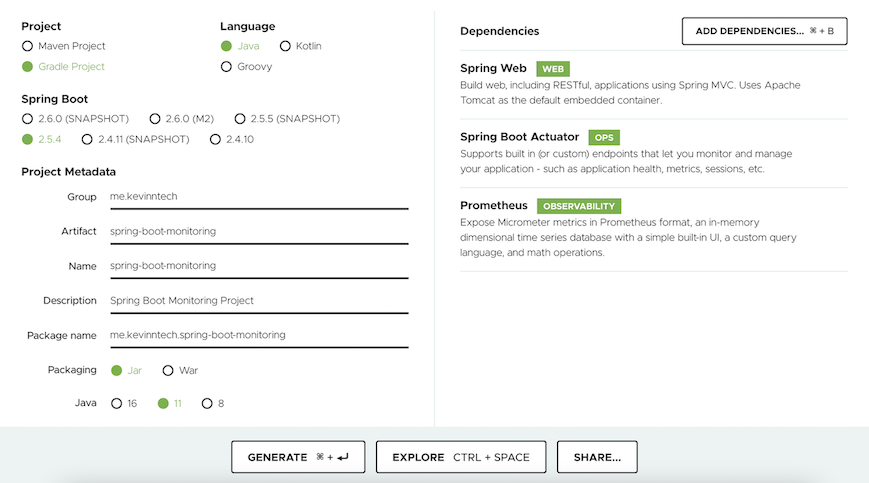 Project
Language
Maven Project
Java Kotlin
Gradle Project
Groovy
Spring Boot
2.6.0 (SNAPSHOT) 2.6.0 (M2) 2.5.5 (SNAPSHOT)
2.5.4 2.4.11 (SNAPSHOT) 2.4.10
Project Metadata
Group me.kevinntech
Artifact spring-boot-monitoring
Name spring-boot-monitoring
Description Spring Boot Monitoring Project
Package name me.kevinntech.spring-boot-monitoring
Packaging Jar War
Java 16 11 8
Dependencies
ADD DEPENDENCIES... ⌘ + B
Spring Web WEB
Build web, including RESTful, applications using Spring MVC. Uses Apache
Tomcat as the default embedded container.
Spring Boot Actuator OPS
Supports built in (or custom) endpoints that let you monitor and manage
your application - such as application health, metrics, sessions, etc.
Prometheus OBSERVABILITY
Expose Micrometer metrics in Prometheus format, an in-memory
dimensional time series database with a simple built-in UI, a custom query
language, and math operations.
GENERATE ⌘ + ↵
EXPLORE CTRL + SPACE
SHARE...